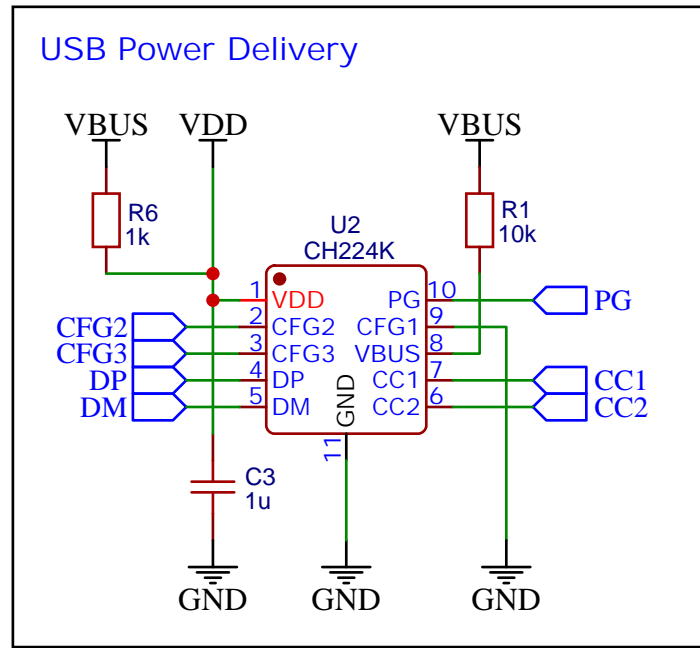 USB Power Delivery
VBUS VDD VBUS
R6
1k
R1
10k
U2
CH224K
1 VDD PG 10 PG
CFG2 2 CFG2 CFG1 9
CFG3 3 CFG3 VBUS 8
DP 4 DP CC1 7 CC1
DM 5 DM CC2 6 CC2
GND
11
C3
1u
GND GND GND